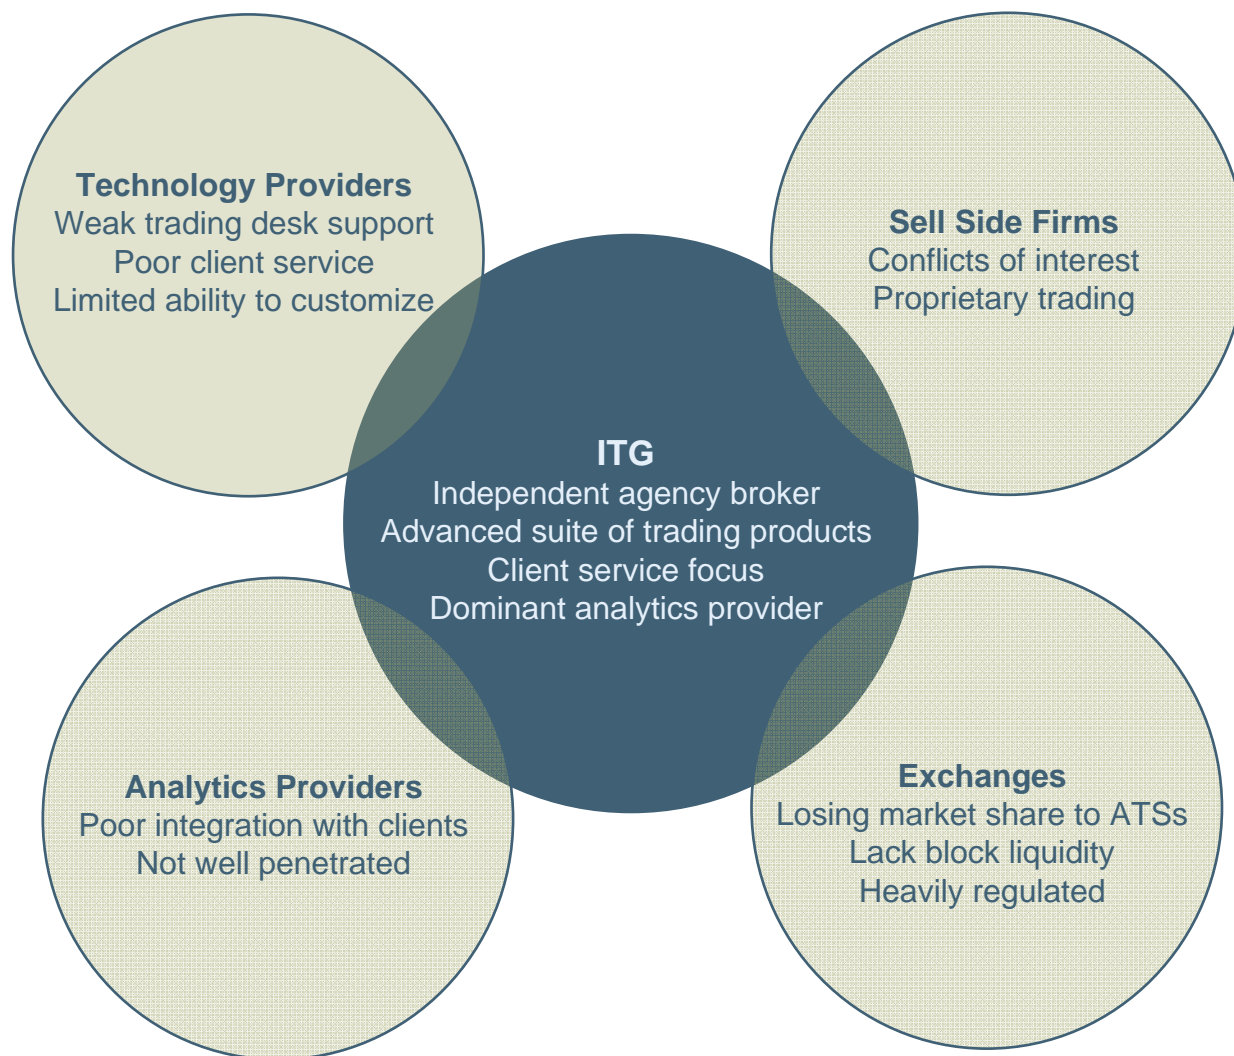 Technology Providers
Weak trading desk support
Poor client service
Limited ability to customize
Sell Side Firms
Conflicts of interest
Proprietary trading
ITG
Independent agency broker
Advanced suite of trading products
Client service focus
Dominant analytics provider
Analytics Providers
Poor integration with clients
Not well penetrated
Exchanges
Losing market share to ATSs
Lack block liquidity
Heavily regulated